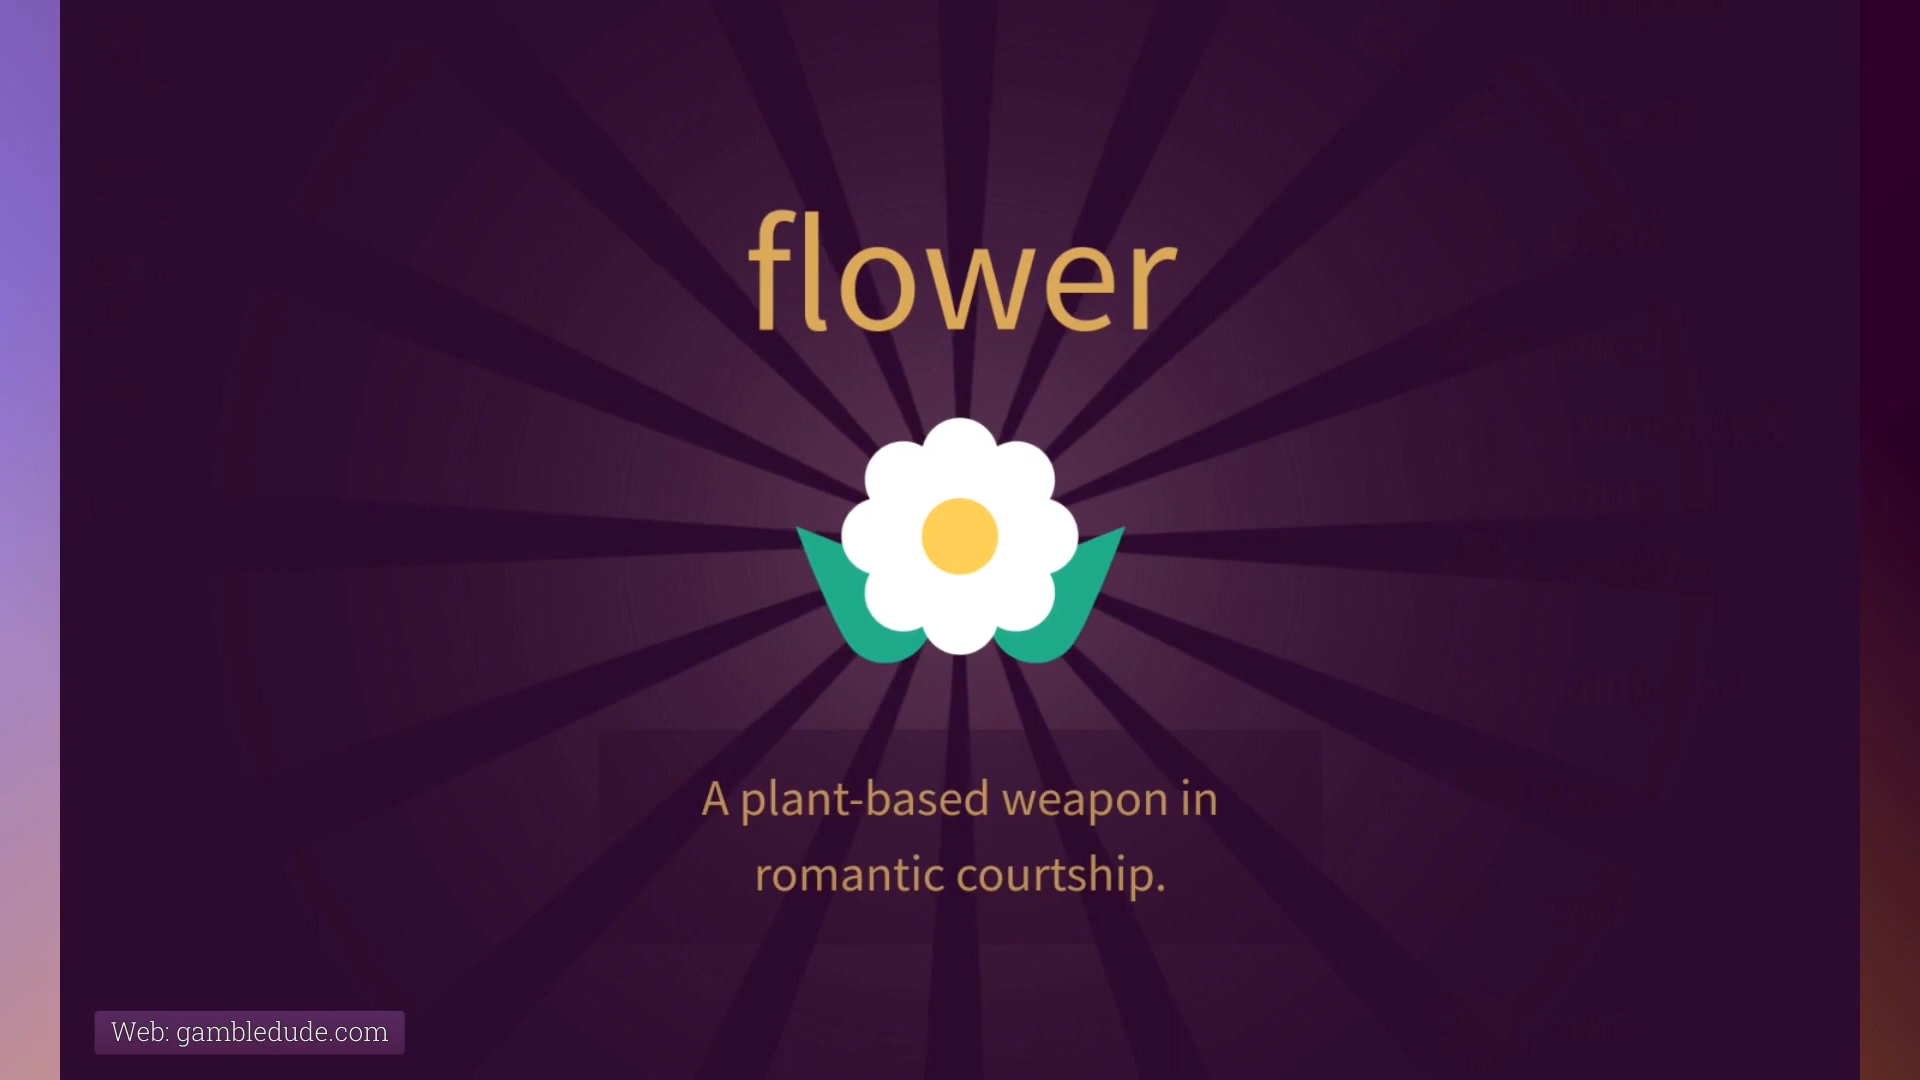 flower
A plant-based weapon in
romantic courtship.
Web: gambledude.com